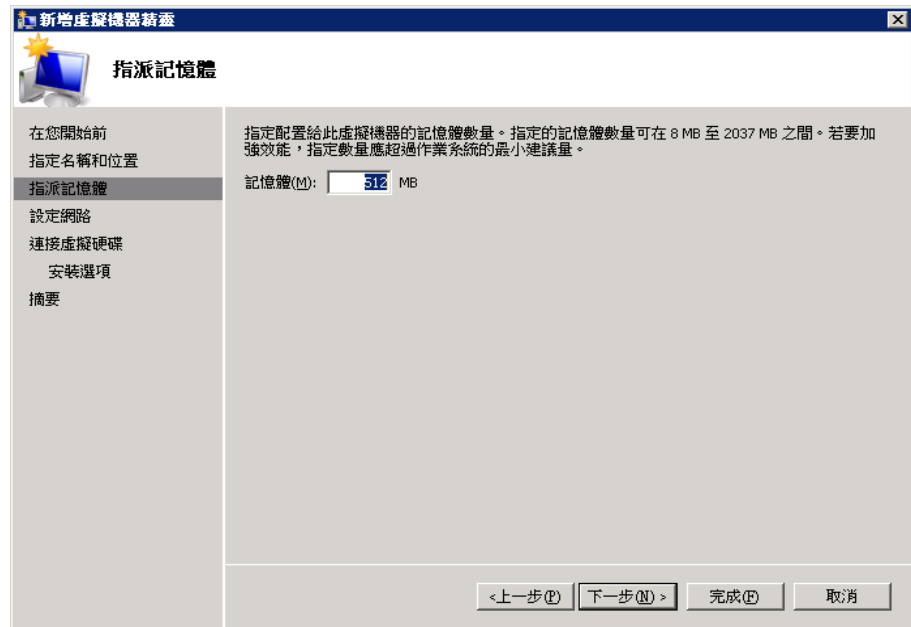 新增虛擬機器精靈
指派記憶體
在您開始前
指定名稱和位置
指派記憶體
設定網路
連接虛擬硬碟
安裝選項
摘要
指定配置給此虛擬機器的記憶體數量。指定的記憶體數量可在 8 MB 至 2037 MB 之間。若要加
強效能，指定數量應超過作業系統的最小建議量。
記憶體(M): 512 MB
<上一步(P) 下一步(N) > 完成(F) 取消